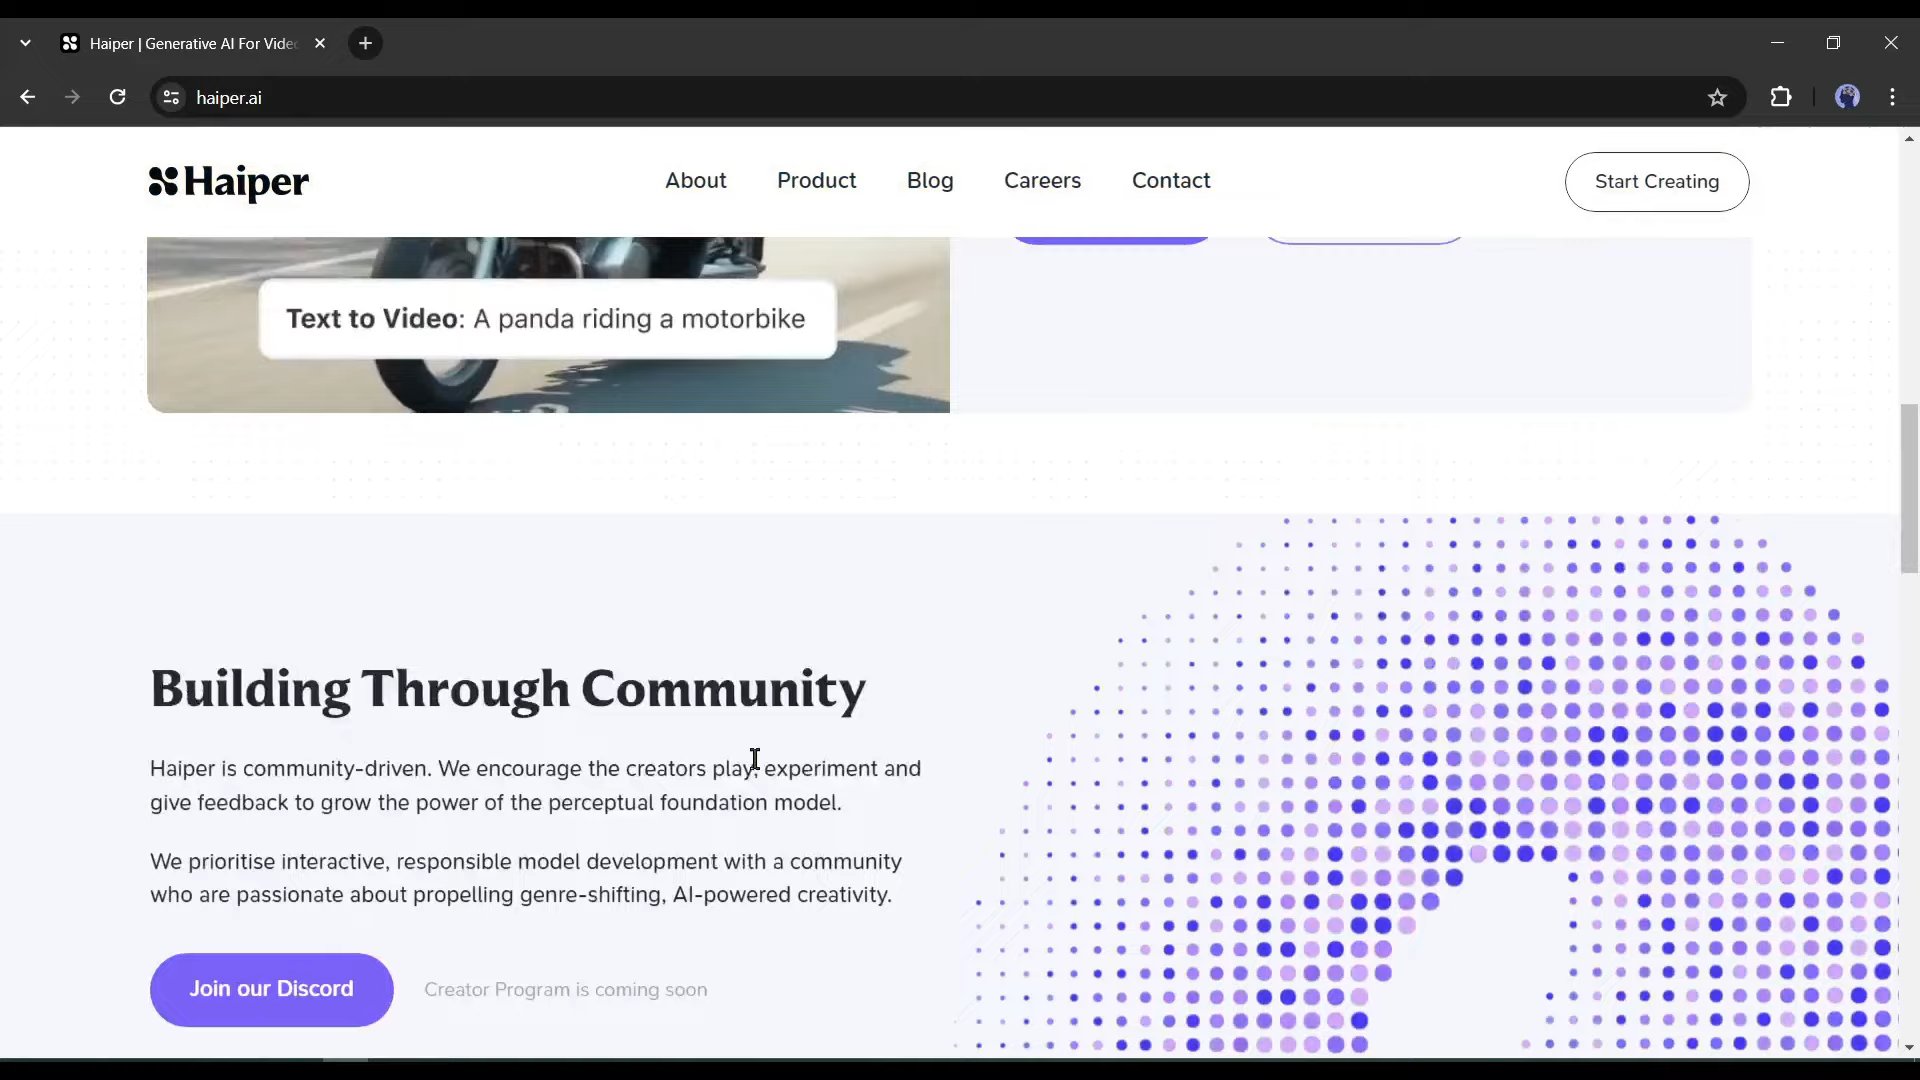 Haiper | Generative AI For Vide
haiper.ai
Haiper
About
Product
Blog
Careers
Contact
Start Creating
Text to Video: A panda riding a motorbike
Building Through Community
Haiper is community-driven. We encourage the creators play, experiment and
give feedback to grow the power of the perceptual foundation model.
We prioritise interactive, responsible model development with a community
who are passionate about propelling genre-shifting, AI-powered creativity.
Join our Discord
Creator Program is coming soon